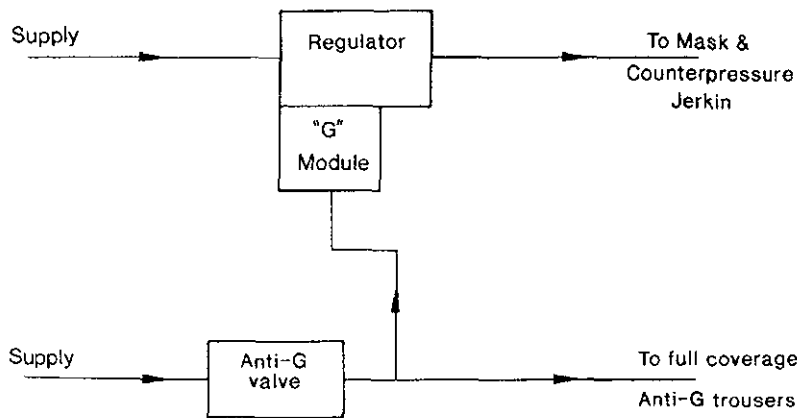 Supply
Regulator
To Mask &
Counterpressure
Jerkin
"G"
Module
Supply
Anti-G
valve
To full coverage
Anti-G trousers